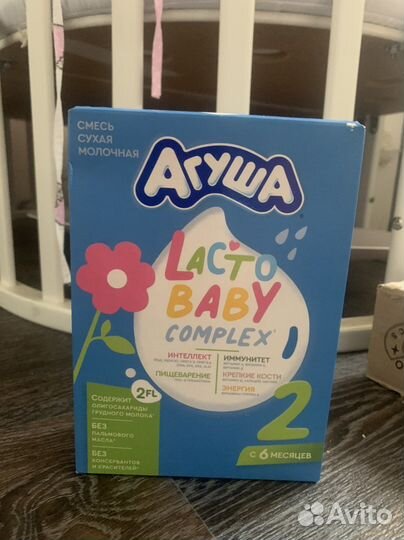 СМЕСЬ
СУХАЯ
МОЛОЧНАЯ
АГУША
LACTO
BABY
COMPLEX
ИНТЕЛЛЕКТ
ИММУНИТЕТ
ПИЩЕВАРЕНИЕ
КРЕПКИЕ КОСТИ
ЭНЕРГИЯ
СОДЕРЖИТ 2FL
ОЛИГОСАХАРИДЫ
ГРУДНОГО МОЛОКА*
БЕЗ
ПАЛЬМОВОГО
МАСЛА*
БЕЗ
КОНСЕРВАНТОВ
И КРАСИТЕЛЕЙ*
2
С 6 МЕСЯЦЕВ
Avito